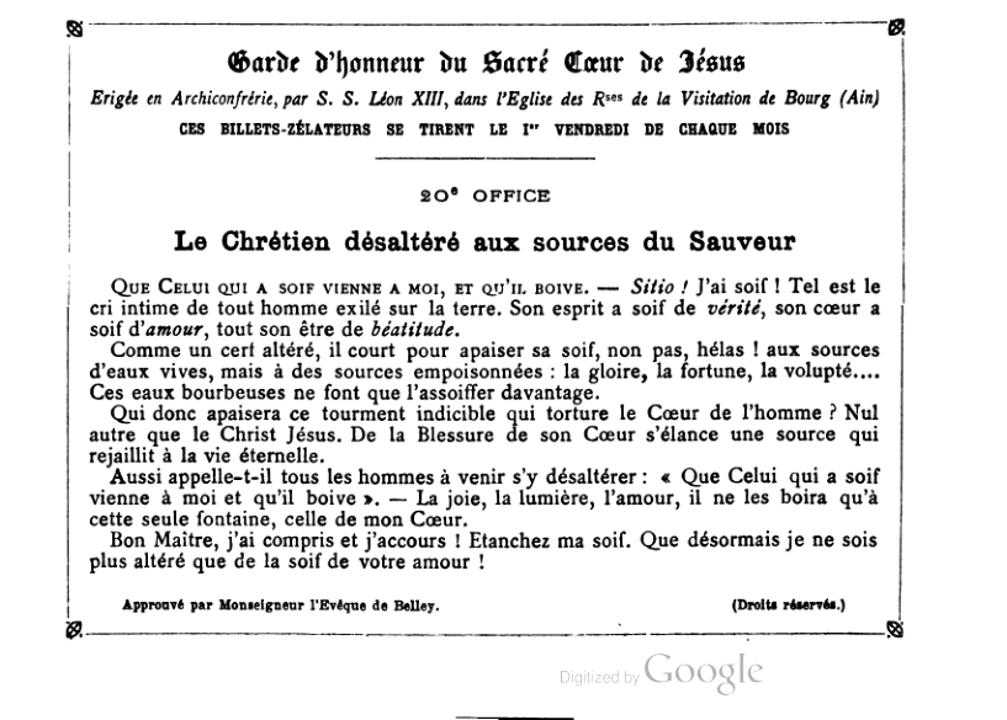 Garde d'honneur du Sacré Cœur de Jésus
Erigée en Archiconfrérie, par S. S. Léon XIII, dans l'Eglise des Rses de la Visitation de Bourg (Ain)
CES BILLETS-ZÉLATEURS SE TIRENT LE Ier VENDREDI DE CHAQUE MOIS
20e OFFICE
Le Chrétien désaltéré aux sources du Sauveur
QUE CELUI QUI A SOIF VIENNE A MOI, ET QU'IL BOIVE. — Sitio ! J'ai soif ! Tel est le
cri intime de tout homme exilé sur la terre. Son esprit a soif de vérité, son cœur a
soif d'amour, tout son être de béatitude.
Comme un cerf altéré, il court pour apaiser sa soif, non pas, hélas ! aux sources
d'eaux vives, mais à des sources empoisonnées : la gloire, la fortune, la volupté....
Ces eaux bourbeuses ne font que l'assoiffer davantage.
Qui donc apaisera ce tourment indicible qui torture le Cœur de l'homme ? Nul
autre que le Christ Jésus. De la Blessure de son Cœur s'élance une source qui
rejaillit à la vie éternelle.
Aussi appelle-t-il tous les hommes à venir s'y désaltérer : « Que Celui qui a soif
vienne à moi et qu'il boive ». — La joie, la lumière, l'amour, il ne les boira qu'à
cette seule fontaine, celle de mon Cœur.
Bon Maître, j'ai compris et j'accours ! Etanchez ma soif. Que désormais je ne sois
plus altéré que de la soif de votre amour !
Approuvé par Monseigneur l'Evêque de Belley. (Droits réservés.)
Digitized by Google